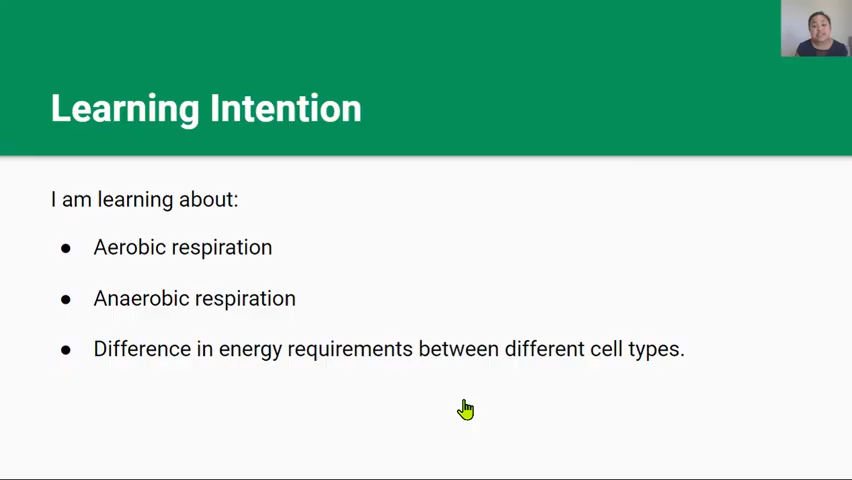 Learning Intention
I am learning about:
● Aerobic respiration
● Anaerobic respiration
● Difference in energy requirements between different cell types.